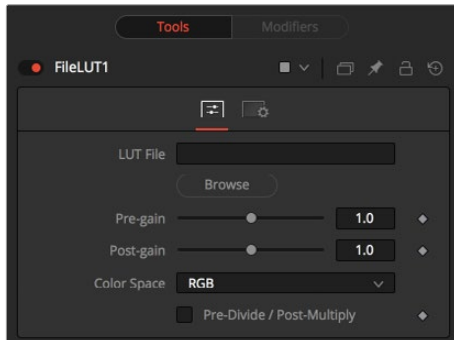 Tools Modifiers
FileLUT1
LUT File
Browse
Pre-gain 1.0
Post-gain 1.0
Color Space RGB
Pre-Divide / Post-Multiply